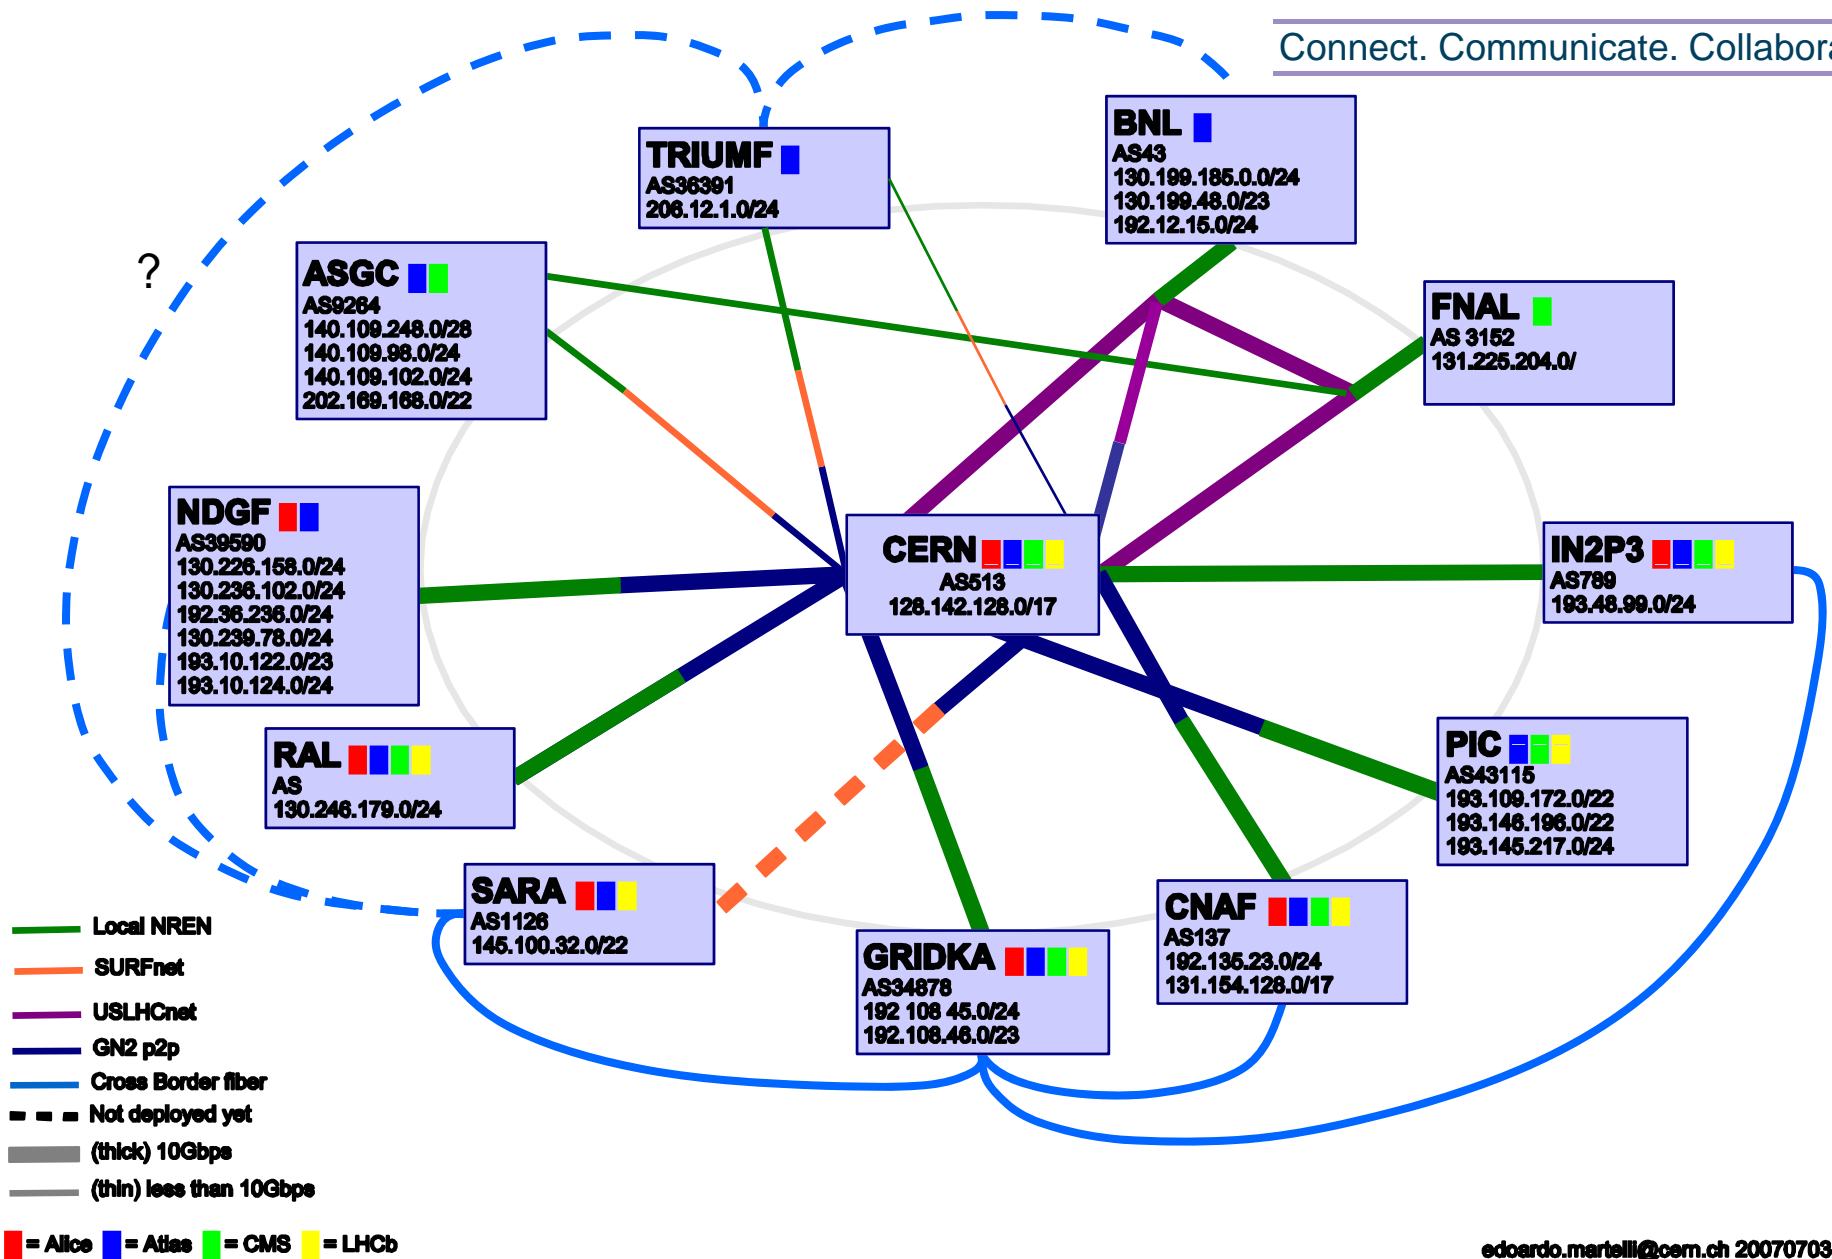 Connect. Communicate. Collabora
BNL
AS43
130.199.185.0.0/24
130.199.48.0/23
192.12.15.0/24
TRIUMF
AS36391
206.12.1.0/24
?
ASGC
AS9264
140.109.248.0/28
140.109.98.0/24
140.109.102.0/24
202.169.168.0/22
FNAL
AS 3152
131.225.204.0/
NDGF
AS39590
130.226.158.0/24
130.236.102.0/24
192.36.236.0/24
130.239.78.0/24
193.10.122.0/23
193.10.124.0/24
CERN
AS513
128.142.128.0/17
IN2P3
AS789
193.48.99.0/24
RAL
AS
130.246.179.0/24
PIC
AS43115
193.109.172.0/22
193.146.196.0/22
193.145.217.0/24
SARA
AS1126
145.100.32.0/22
GRIDKA
AS34878
192 108 45.0/24
192.108.46.0/23
CNAF
AS137
192.135.23.0/24
131.154.128.0/17
Local NREN
SURFnet
USLHCnet
GN2 p2p
Cross Border fiber
Not deployed yet
(thick) 10Gbps
(thin) less than 10Gbps
= Alice = Atlas = CMS = LHCb
edoardo.martelli@cern.ch 20070703